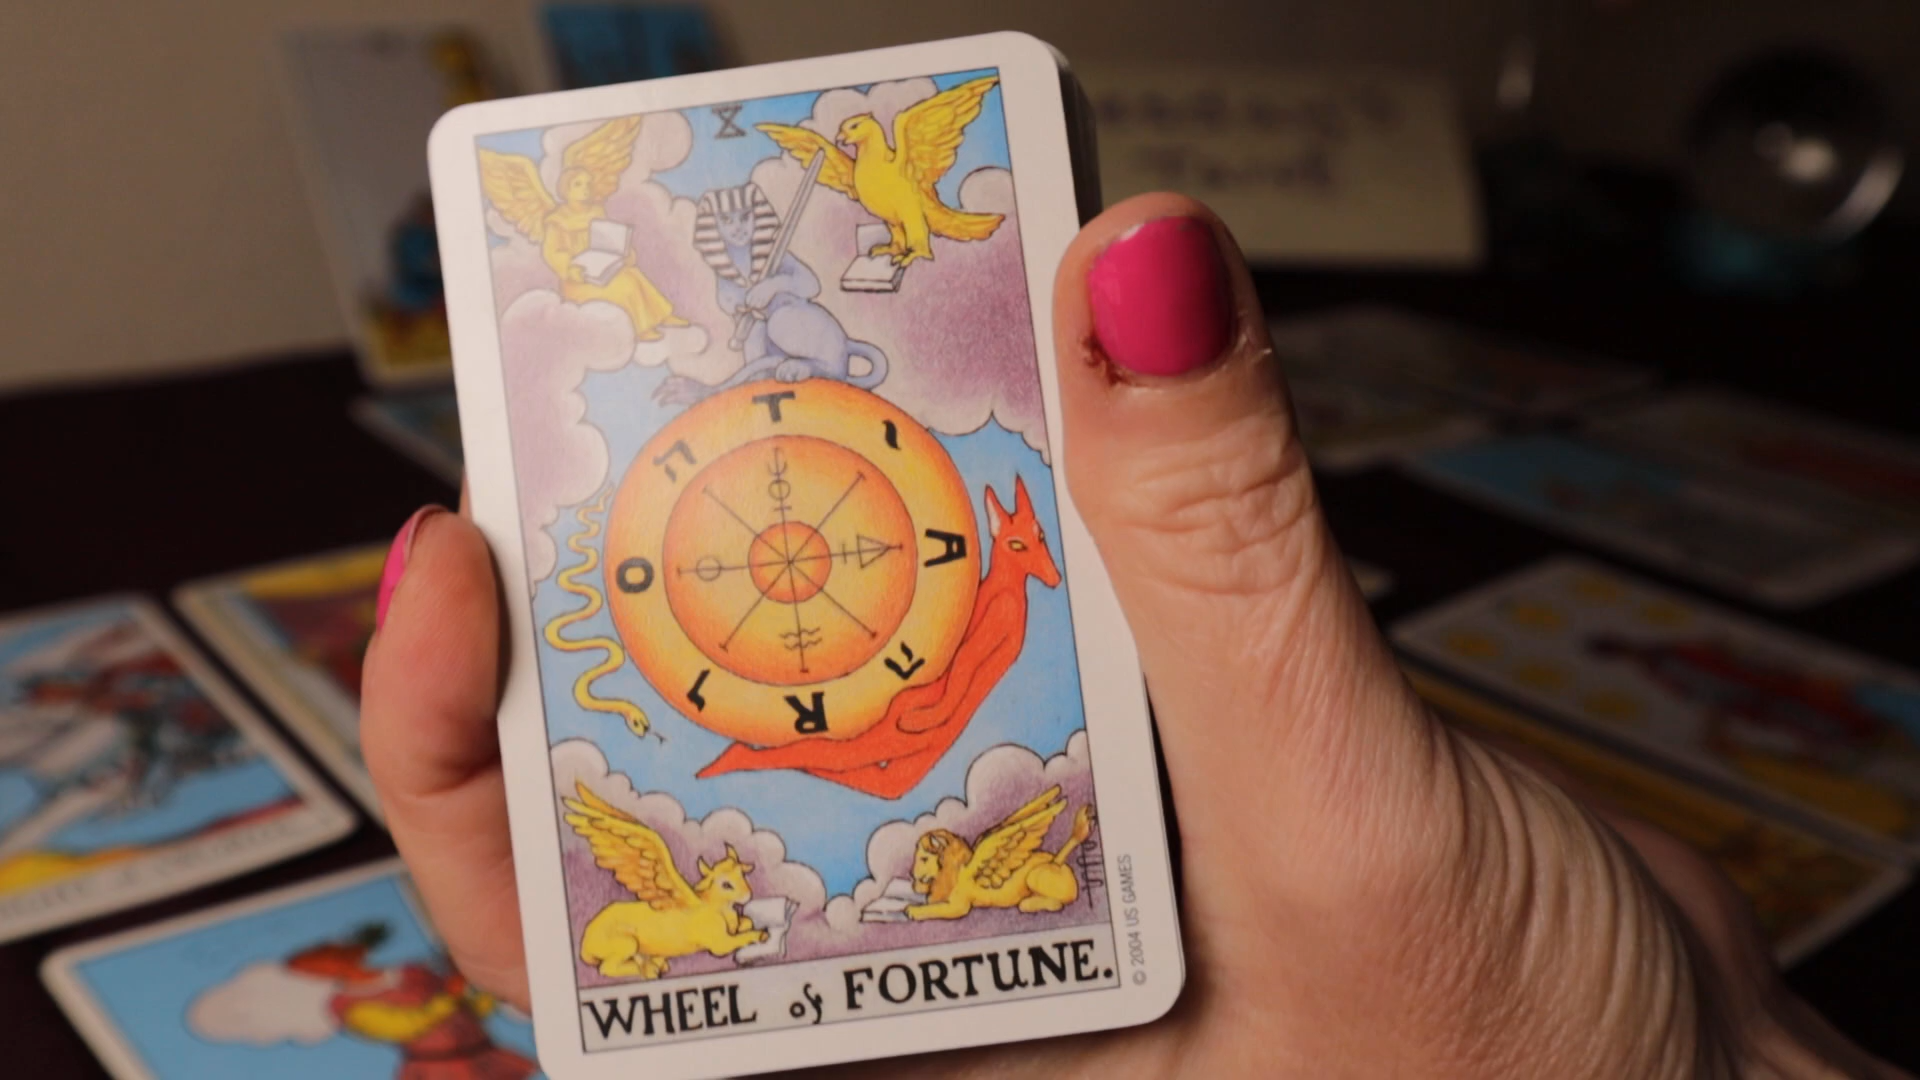 X
T י A ה R ו O ה
WHEEL of FORTUNE.
© 2004 US GAMES